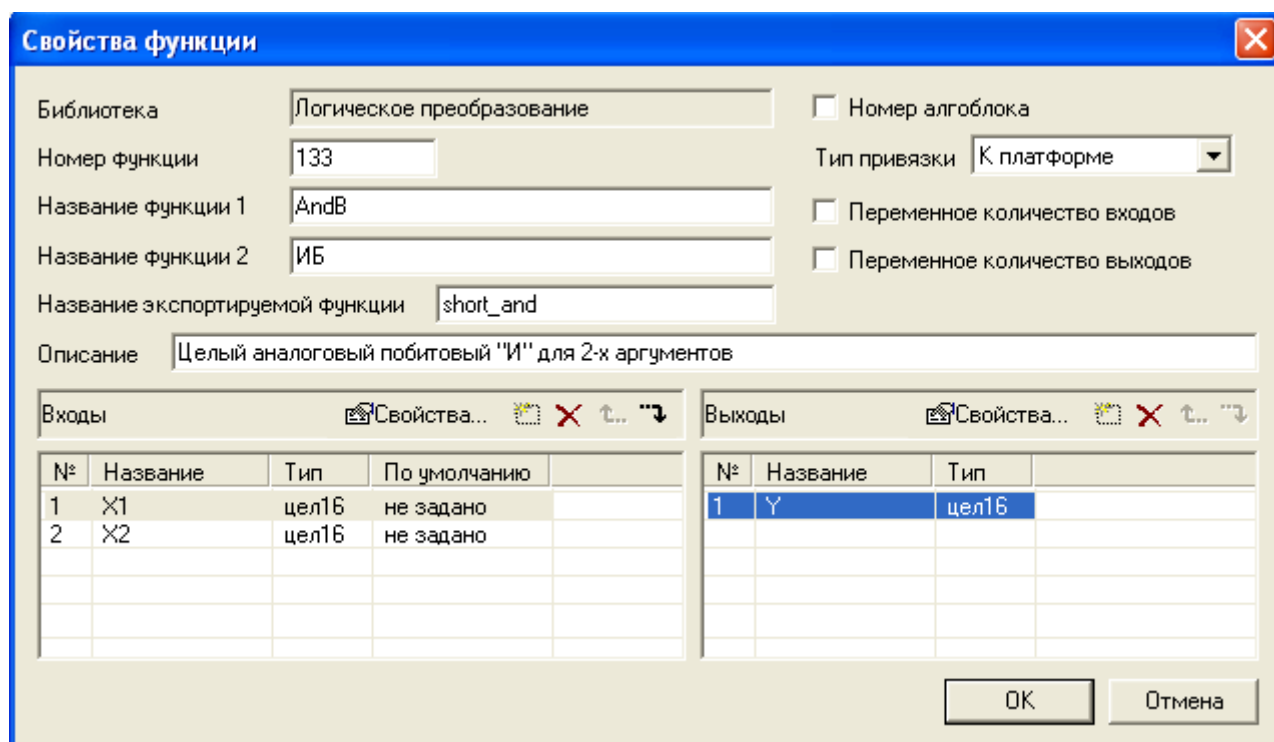 Свойства функции
Библиотека Логическое преобразование Номер алгоблока
Номер функции 133 Тип привязки К платформе
Название функции 1 AndB Переменное количество входов
Название функции 2 ИБ Переменное количество выходов
Название экспортируемой функции short_and
Описание Целый аналоговый побитовый "И" для 2-х аргументов
Входы Свойства... Выходы Свойства...
№ Название Тип По умолчанию № Название Тип
1 X1 цел16 не задано 1 Y цел16
2 X2 цел16 не задано
OK Отмена